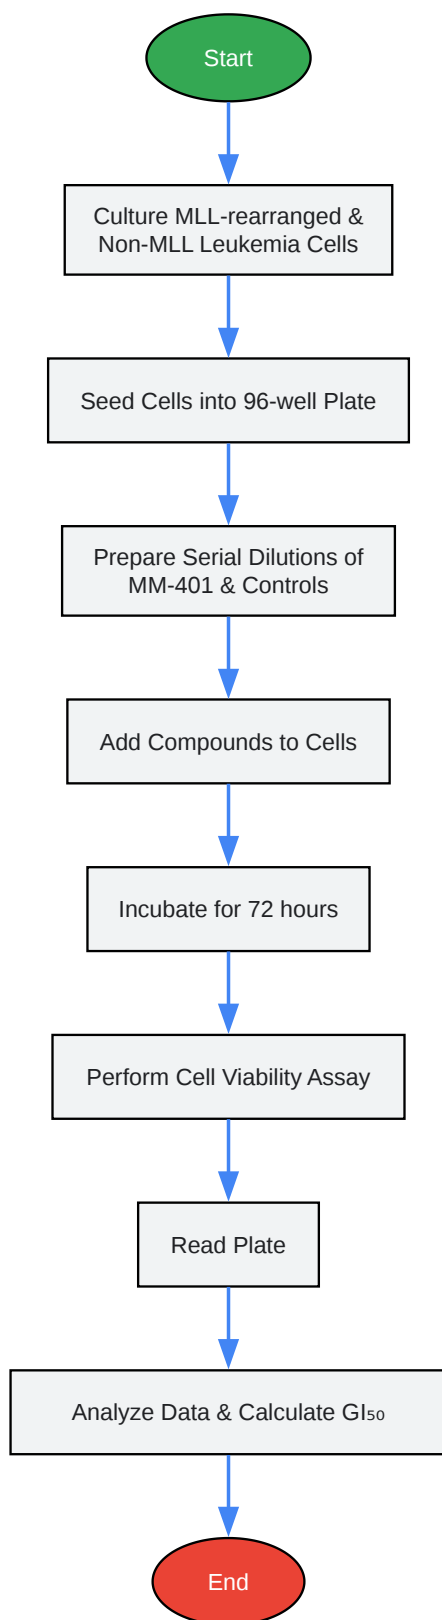 Start
Culture MLL-rearranged &
Non-MLL Leukemia Cells
Seed Cells into 96-well Plate
Prepare Serial Dilutions of
MM-401 & Controls
Add Compounds to Cells
Incubate for 72 hours
Perform Cell Viability Assay
Read Plate
Analyze Data & Calculate GI₅₀
End